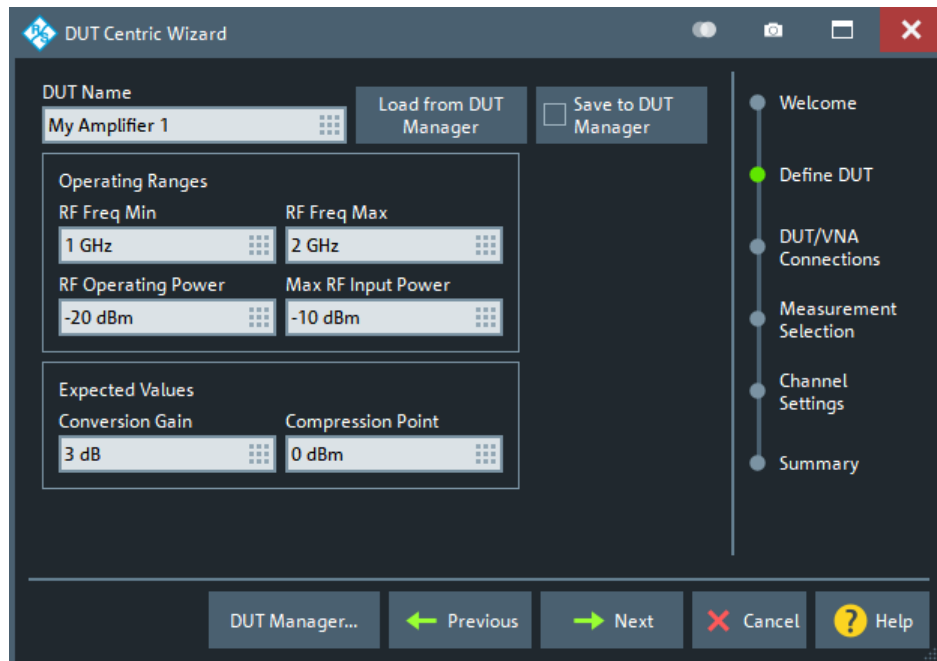 DUT Centric Wizard
DUT Name
My Amplifier 1
Load from DUT
Manager
Save to DUT
Manager
Operating Ranges
RF Freq Min
RF Freq Max
1 GHz
2 GHz
RF Operating Power
Max RF Input Power
-20 dBm
-10 dBm
Expected Values
Conversion Gain
Compression Point
3 dB
0 dBm
Welcome
Define DUT
DUT/VNA
Connections
Measurement
Selection
Channel
Settings
Summary
DUT Manager...
Previous
Next
Cancel
? Help